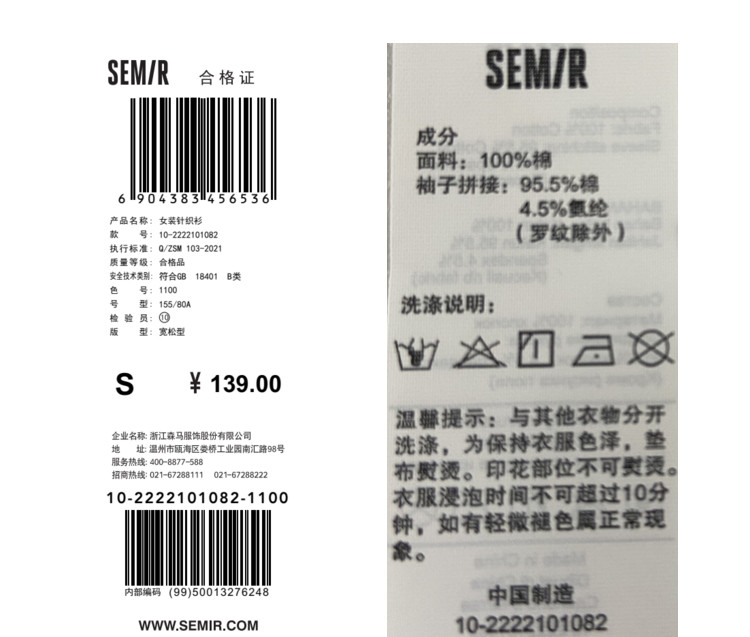 SEMIR 合格证
6 904383 456536
产品名称: 女装针织衫
款 号: 10-2222101082
执行标准: Q/ZSM 103-2021
质量等级: 合格品
安全技术类别: 符合GB 18401 B类
色 号: 1100
号 型: 155/80A
检 验 员: ⑩
版 型: 宽松型
S ¥ 139.00
企业名称: 浙江森马服饰股份有限公司
地 址: 温州市瓯海区娄桥工业园南汇路98号
服务热线: 400-8877-588
招商热线: 021-67288111 021-67288222
10-2222101082-1100
内部编码 (99)50013276248
WWW.SEMIR.COM
SEMIR
成分
面料: 100%棉
袖子拼接: 95.5%棉
4.5%氨纶
(罗纹除外)
洗涤说明:
温馨提示: 与其他衣物分开
洗涤, 为保持衣服色泽, 垫
布熨烫。印花部位不可熨烫。
衣服浸泡时间不可超过10分
钟, 如有轻微褪色属正常现
象。
中国制造
10-2222101082